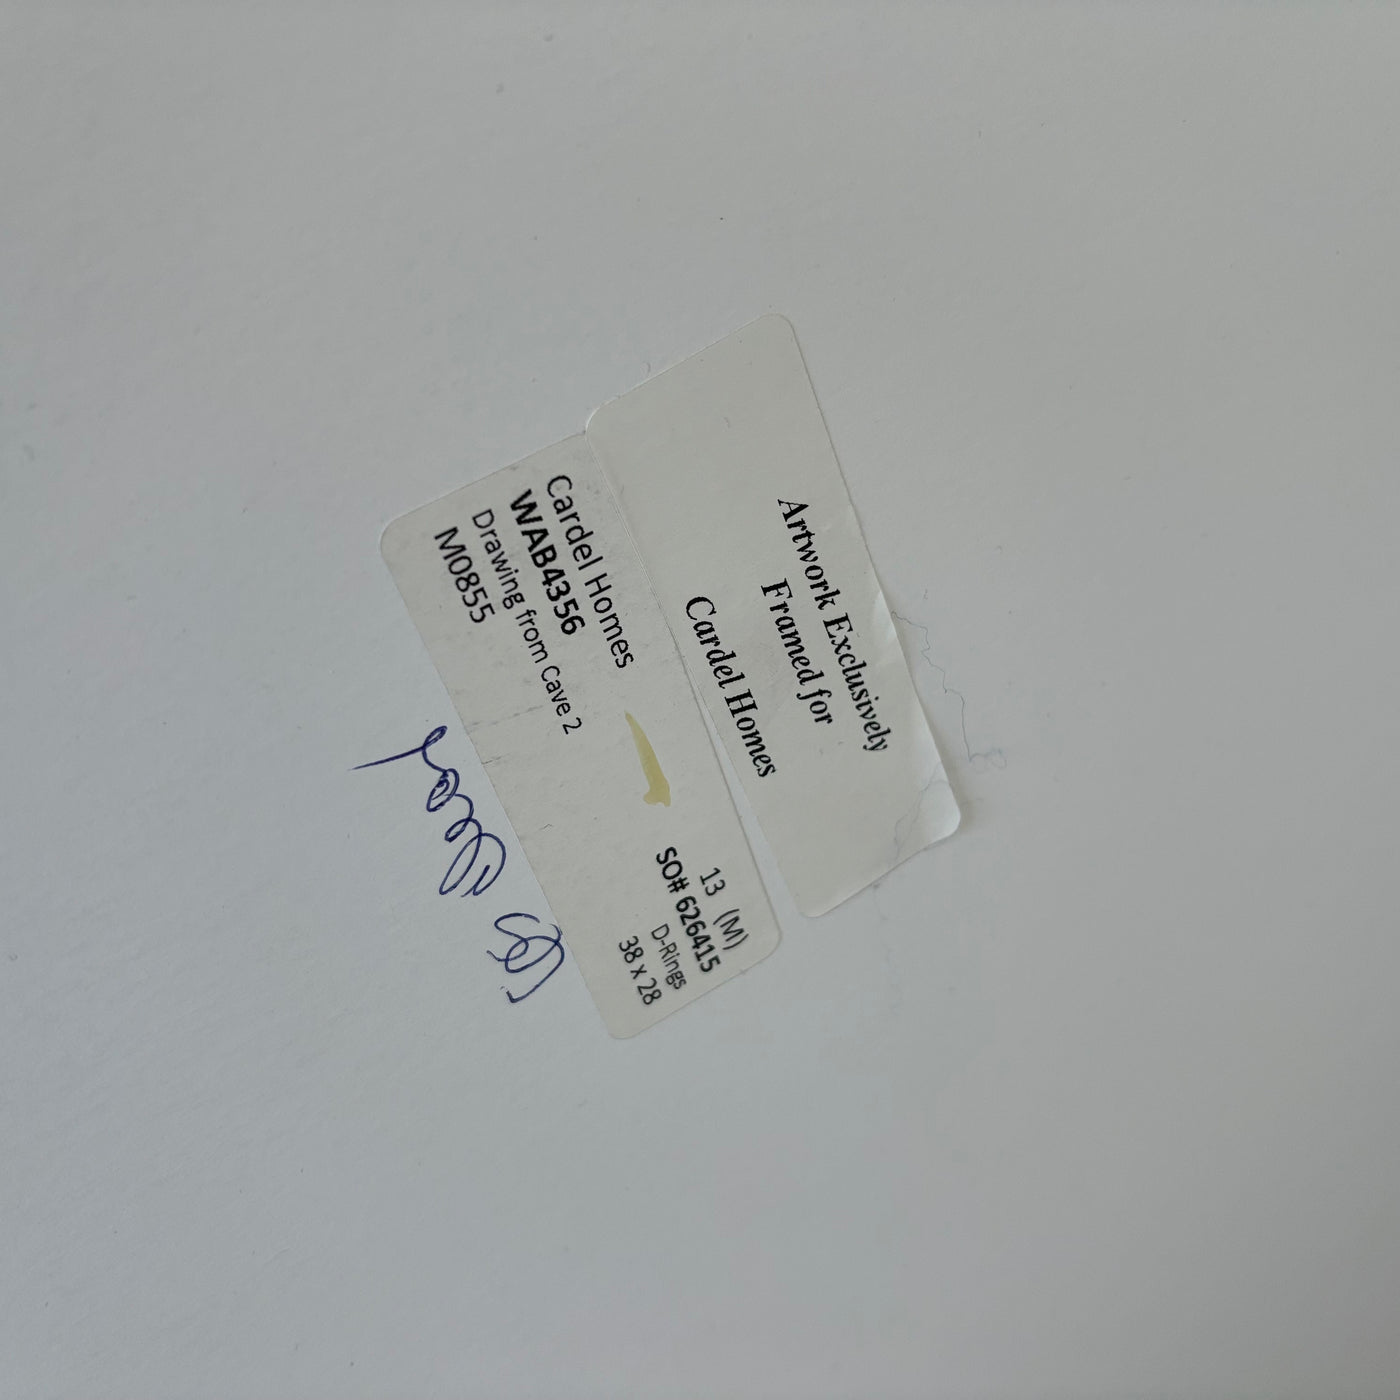 Artwork Exclusively
Framed for
Cardel Homes
Cardel Homes
WAB4356
Drawing from Cave 2
M0855
13 (M)
SO# 626415
D-Rings
38 x 28